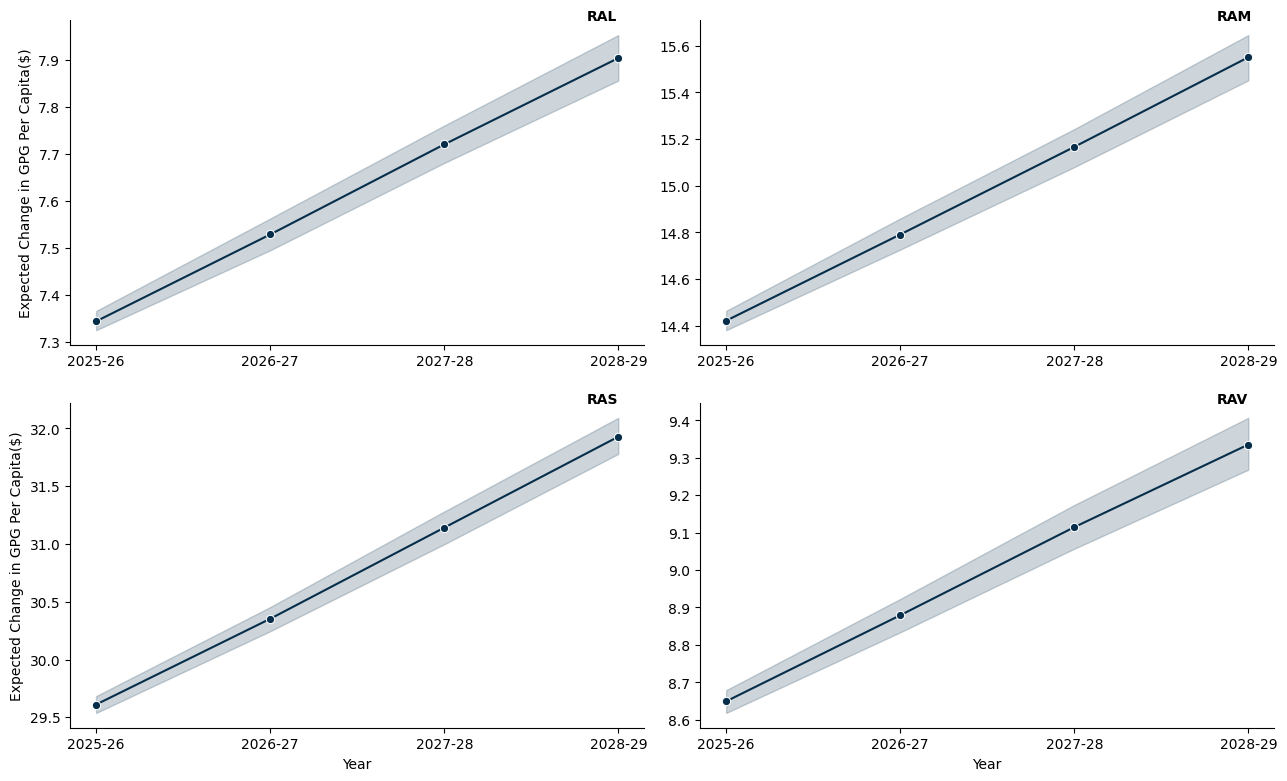 RAL
Expected Change in GPG Per Capita($)
7.9
7.8
7.7
7.6
7.5
7.4
7.3
2025-26 2026-27 2027-28 2028-29
RAM
15.6
15.4
15.2
15.0
14.8
14.6
14.4
2025-26 2026-27 2027-28 2028-29
RAS
Expected Change in GPG Per Capita($)
32.0
31.5
31.0
30.5
30.0
29.5
2025-26 2026-27 2027-28 2028-29
Year
RAV
9.4
9.3
9.2
9.1
9.0
8.9
8.8
8.7
8.6
2025-26 2026-27 2027-28 2028-29
Year